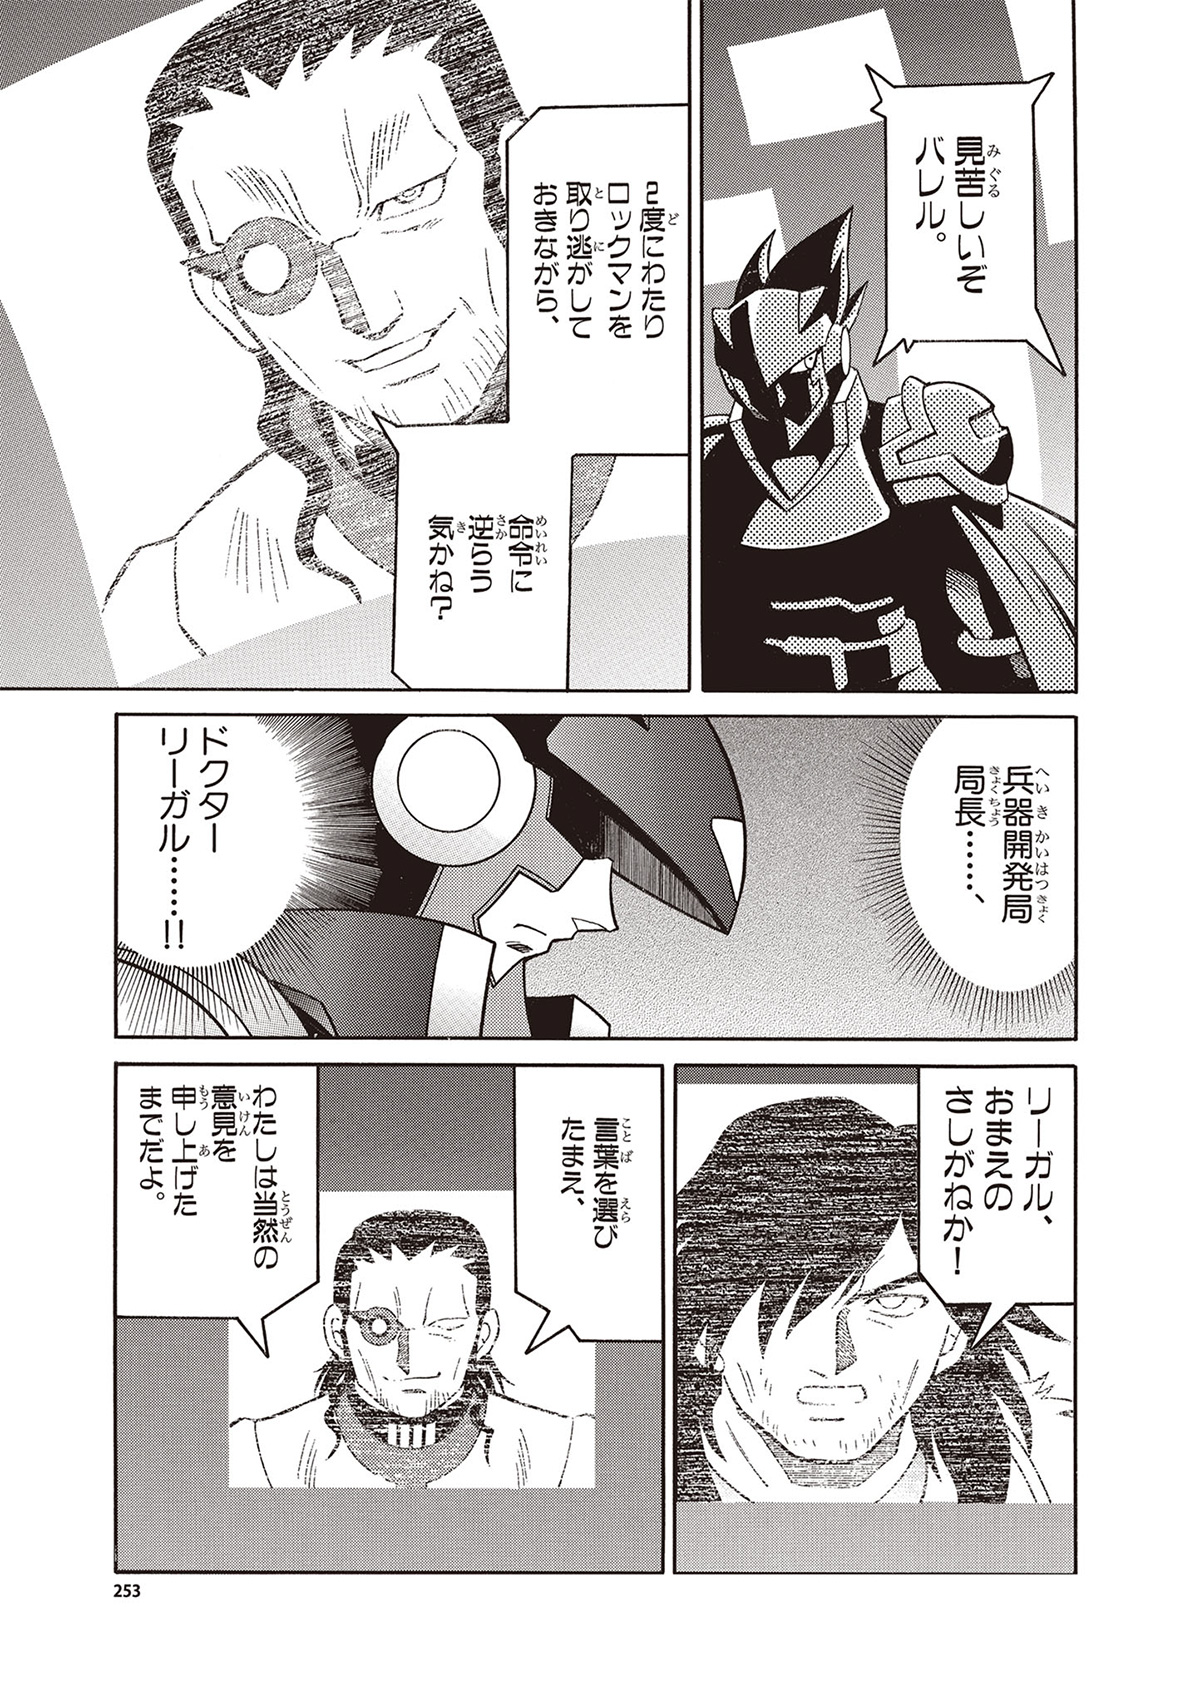 見苦しいぞ
バレル。
2度にわたり
ロックマンを
取り逃がして
おきながら、
命令に
逆らう
気かね?
兵器開発局
局長……、
ドクター
リーガル……!!
リーガル、
おまえの
さしがねか!
言葉を選び
たまえ、
わたしは当然の
意見を
申し上げた
までだよ。
253